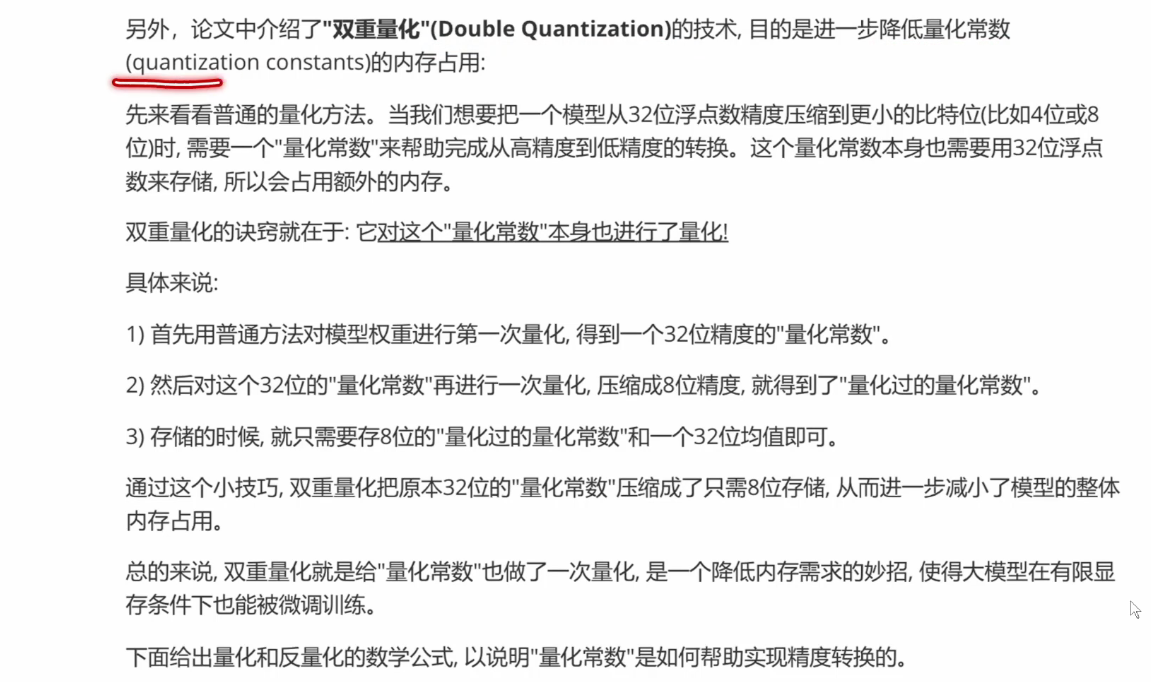 另外，论文中介绍了"双重量化"(Double Quantization)的技术, 目的是进一步降低量化常数
(quantization constants)的内存占用:
先来看看普通的量化方法。当我们想要把一个模型从32位浮点数精度压缩到更小的比特位(比如4位或8
位)时, 需要一个"量化常数"来帮助完成从高精度到低精度的转换。这个量化常数本身也需要用32位浮点
数来存储, 所以会占用额外的内存。
双重量化的诀窍就在于: 它对这个"量化常数"本身也进行了量化!
具体来说:
1) 首先用普通方法对模型权重进行第一次量化, 得到一个32位精度的"量化常数"。
2) 然后对这个32位的"量化常数"再进行一次量化, 压缩成8位精度, 就得到了"量化过的量化常数"。
3) 存储的时候, 就只需要存8位的"量化过的量化常数"和一个32位均值即可。
通过这个小技巧, 双重量化把原本32位的"量化常数"压缩成了只需8位存储, 从而进一步减小了模型的整体
内存占用。
总的来说, 双重量化就是给"量化常数"也做了一次量化, 是一个降低内存需求的妙招, 使得大模型在有限显
存条件下也能被微调训练。
下面给出量化和反量化的数学公式, 以说明"量化常数"是如何帮助实现精度转换的。